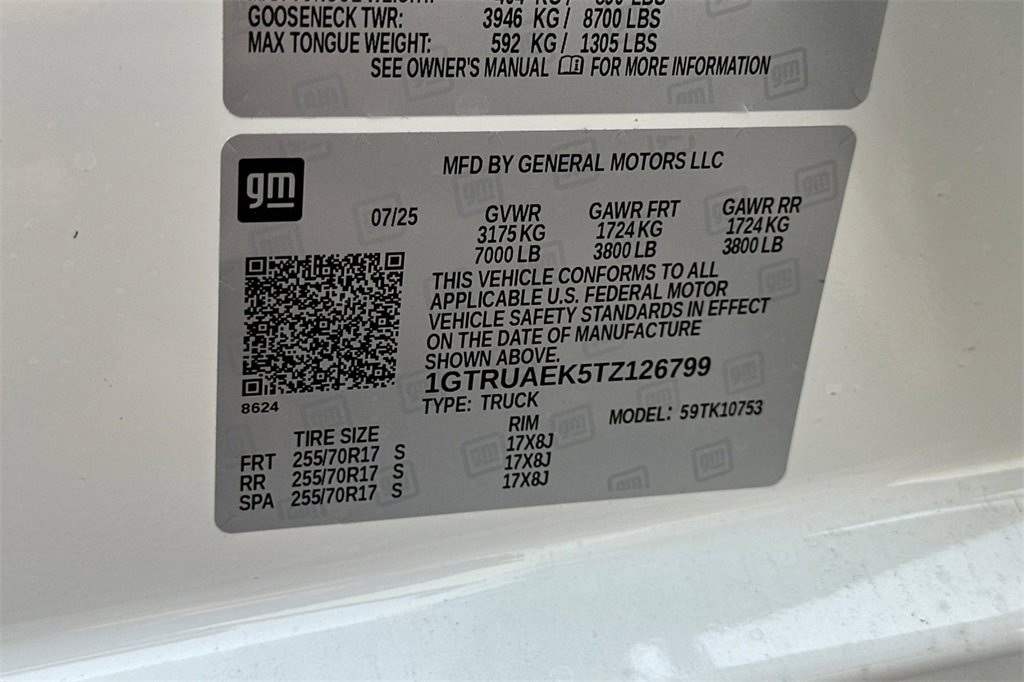 GOOSENECK TWR: 3946 KG / 8700 LBS
MAX TONGUE WEIGHT: 592 KG / 1305 LBS
SEE OWNER'S MANUAL FOR MORE INFORMATION
gm
MFD BY GENERAL MOTORS LLC
07/25 GVWR GAWR FRT GAWR RR
3175 KG 1724 KG 1724 KG
7000 LB 3800 LB 3800 LB
THIS VEHICLE CONFORMS TO ALL
APPLICABLE U.S. FEDERAL MOTOR
VEHICLE SAFETY STANDARDS IN EFFECT
ON THE DATE OF MANUFACTURE
SHOWN ABOVE.
1GTRUAEK5TZ126799
8624
TYPE: TRUCK MODEL: 59TK10753
TIRE SIZE RIM
FRT 255/70R17 S 17X8J
RR 255/70R17 S 17X8J
SPA 255/70R17 S 17X8J